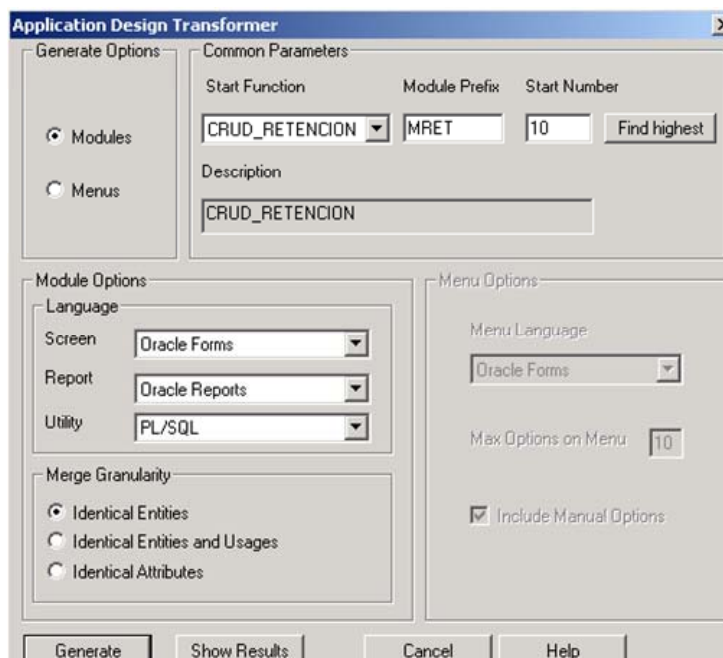 Application Design Transformer
Generate Options
Modules
Menus
Common Parameters
Start Function Module Prefix Start Number
CRUD_RETENCION MRET 10 Find highest
Description
CRUD_RETENCION
Module Options
Language
Screen Oracle Forms
Report Oracle Reports
Utility PL/SQL
Merge Granularity
Identical Entities
Identical Entities and Usages
Identical Attributes
Menu Options
Menu Language
Oracle Forms
Max Options on Menu 10
Include Manual Options
Generate Show Results Cancel Help